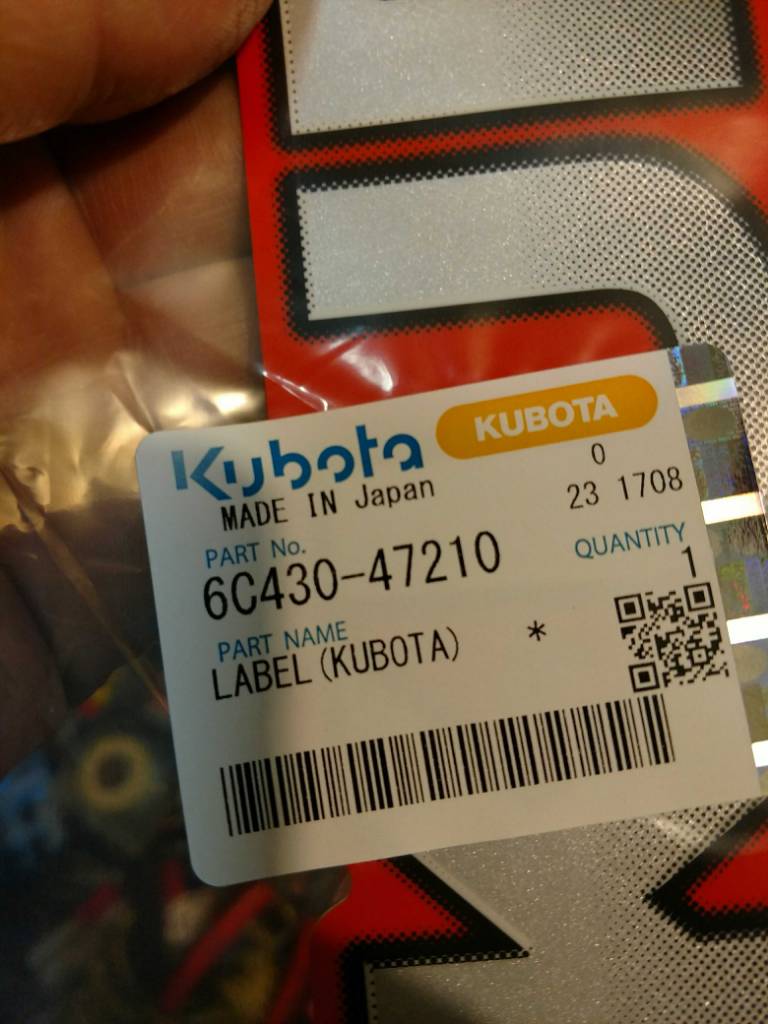 Kubota
KUBOTA
MADE IN Japan
0
23 1708
PART No.
6C430-47210
QUANTITY
1
PART NAME
LABEL(KUBOTA) *